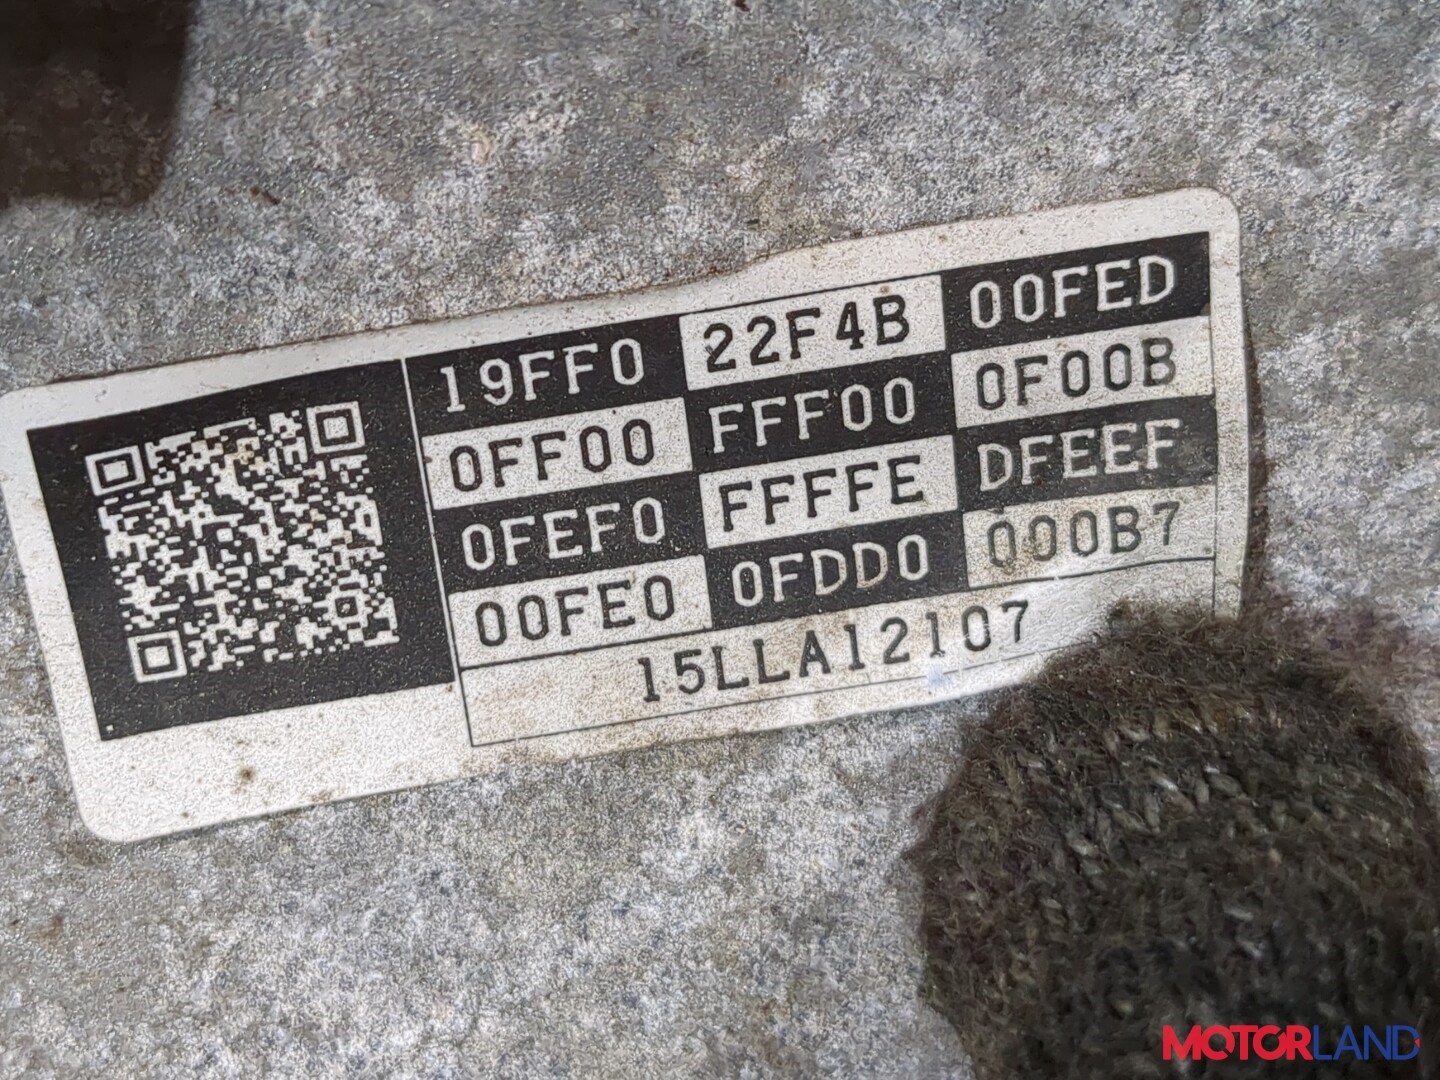 19FF0 22F4B 00FED
0FF00 FFF00 0F00B
0FEF0 FFFFE DFEEF
00FE0 0FDD0 000B7
15LLA12107
MOTORLAND